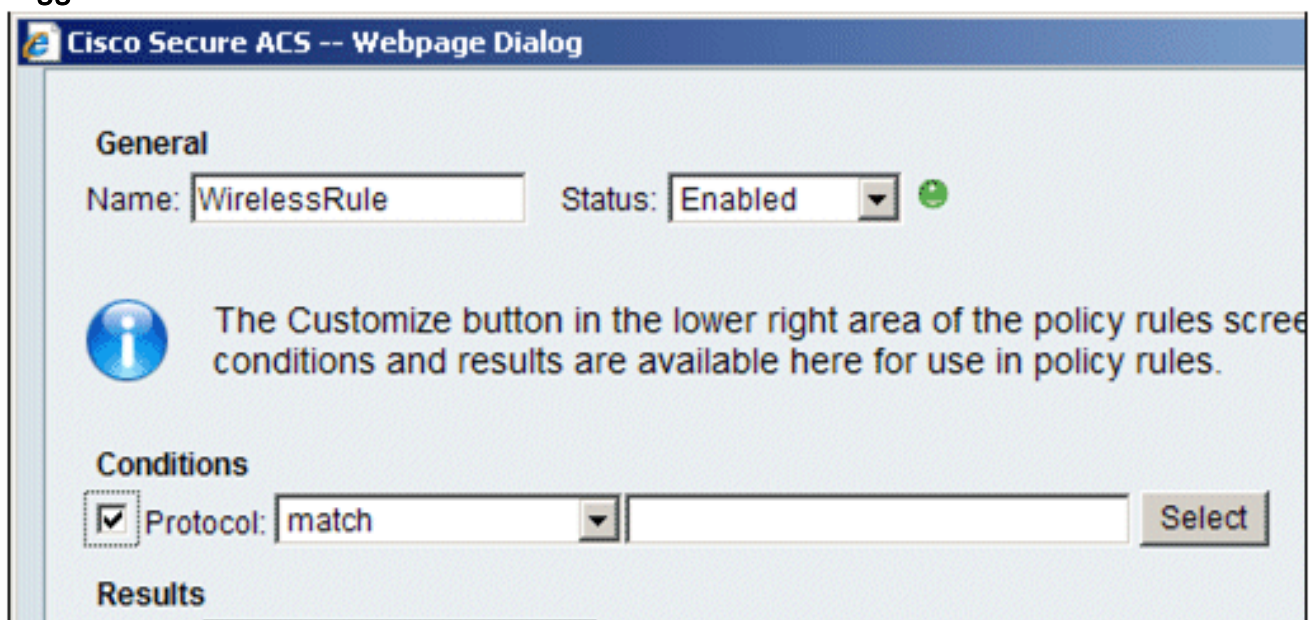 Cisco Secure ACS -- Webpage Dialog
General
Name: WirelessRule Status: Enabled
The Customize button in the lower right area of the policy rules scree
conditions and results are available here for use in policy rules.
Conditions
Protocol: match Select
Results